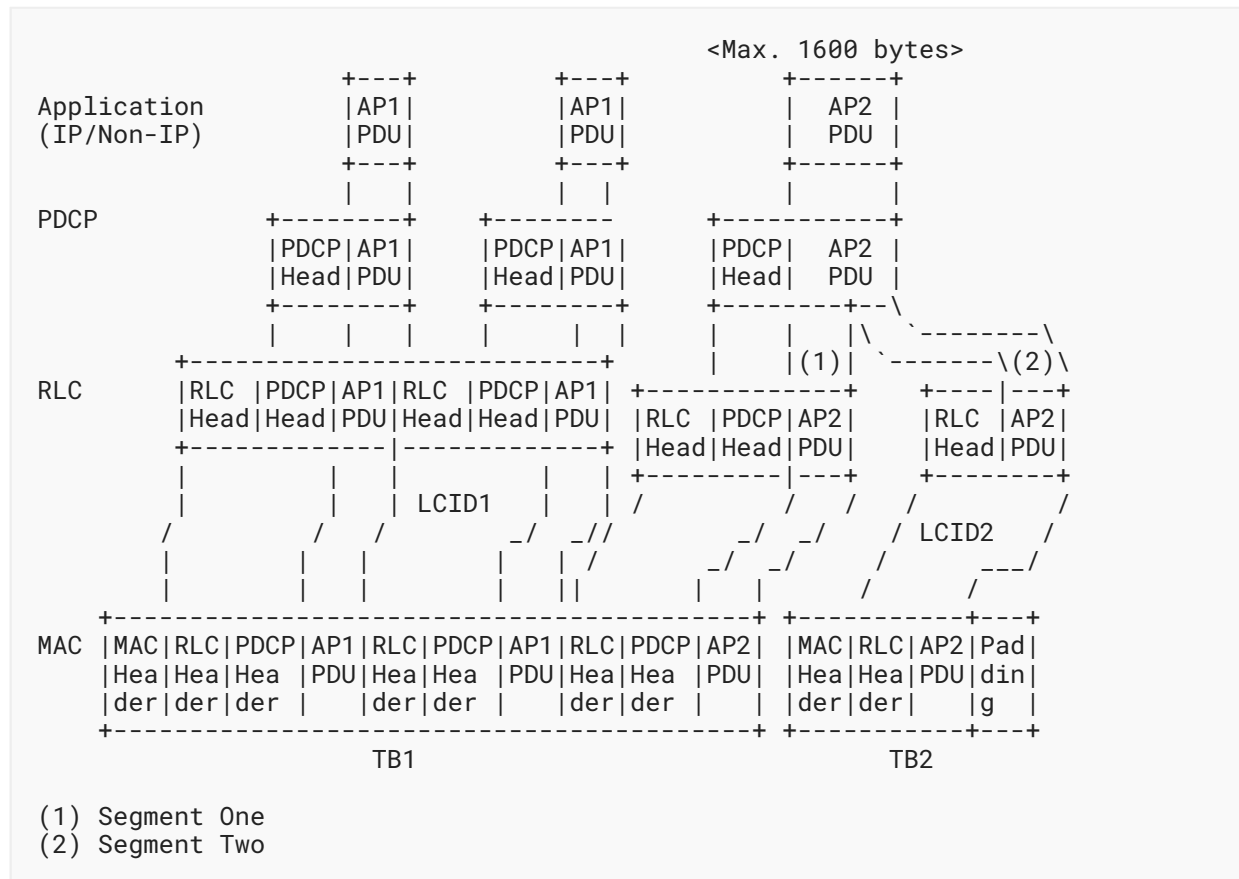 <Max. 1600 bytes>
                    +---+         +---+          +------+
Application         |AP1|         |AP1|          |  AP2 |
(IP/Non-IP)         |PDU|         |PDU|          |  PDU |
                    +---+         +---+          +------+
                    |   |         |  |           |      |
PDCP           +--------+    +--------      +-----------+
               |PDCP|AP1|    |PDCP|AP1|     |PDCP|  AP2 |
               |Head|PDU|    |Head|PDU|     |Head|  PDU |
               +--------+    +--------+     +--------+--\
               |    |   |    |     |  |     |    |   |\  `--------\
         +---------------------------+      |    |(1)| `-------\(2)\
RLC      |RLC |PDCP|AP1|RLC |PDCP|AP1| +-------------+    +----|---+
         |Head|Head|PDU|Head|Head|PDU| |RLC |PDCP|AP2|    |RLC |AP2|
         +-------------|-------------+ |Head|Head|PDU|    |Head|PDU|
         |         |   |         |   | +---------|---+    +--------+
         |         |   | LCID1   |   | /         /   /   /         /
        /         /   /        _/  _//         _/  _/    / LCID2   /
        |        |   |        |   | /        _/  _/     /      ___/
        |        |   |        |   ||        |   |      /      /
    +------------------------------------------+ +-----------+---+
MAC |MAC|RLC|PDCP|AP1|RLC|PDCP|AP1|RLC|PDCP|AP2| |MAC|RLC|AP2|Pad|
    |Hea|Hea|Hea |PDU|Hea|Hea |PDU|Hea|Hea |PDU| |Hea|Hea|PDU|din|
    |der|der|der |   |der|der |   |der|der |   | |der|der|   |g  |
    +------------------------------------------+ +-----------+---+
                      TB1                               TB2
(1) Segment One
(2) Segment Two